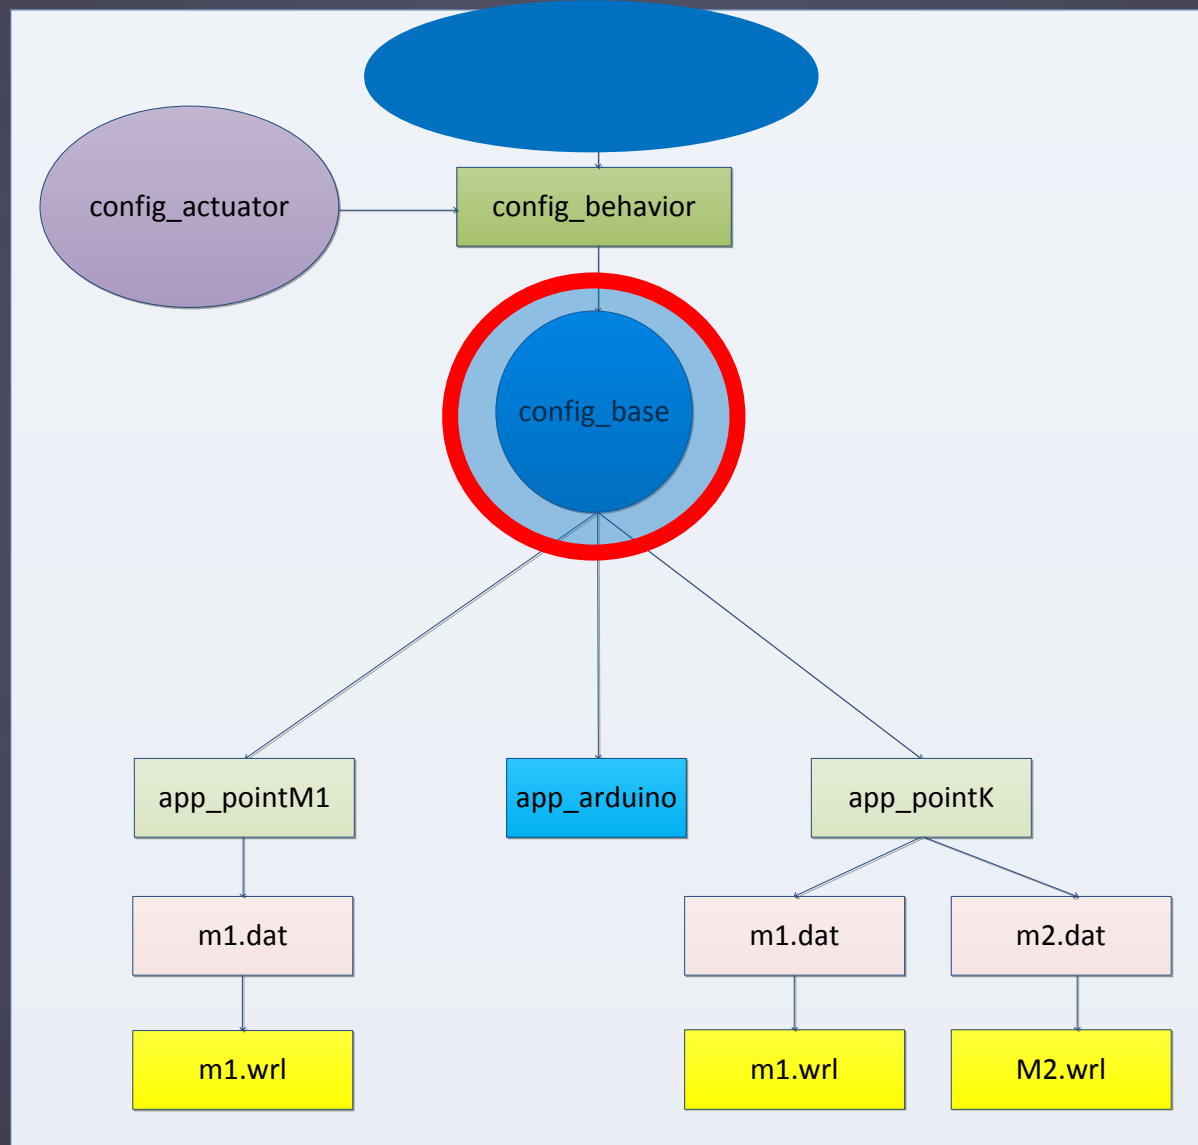 config_actuator
config_behavior
config_base
app_pointM1
app_arduino
app_pointK
m1.dat
m1.dat
m2.dat
m1.wrl
m1.wrl
M2.wrl